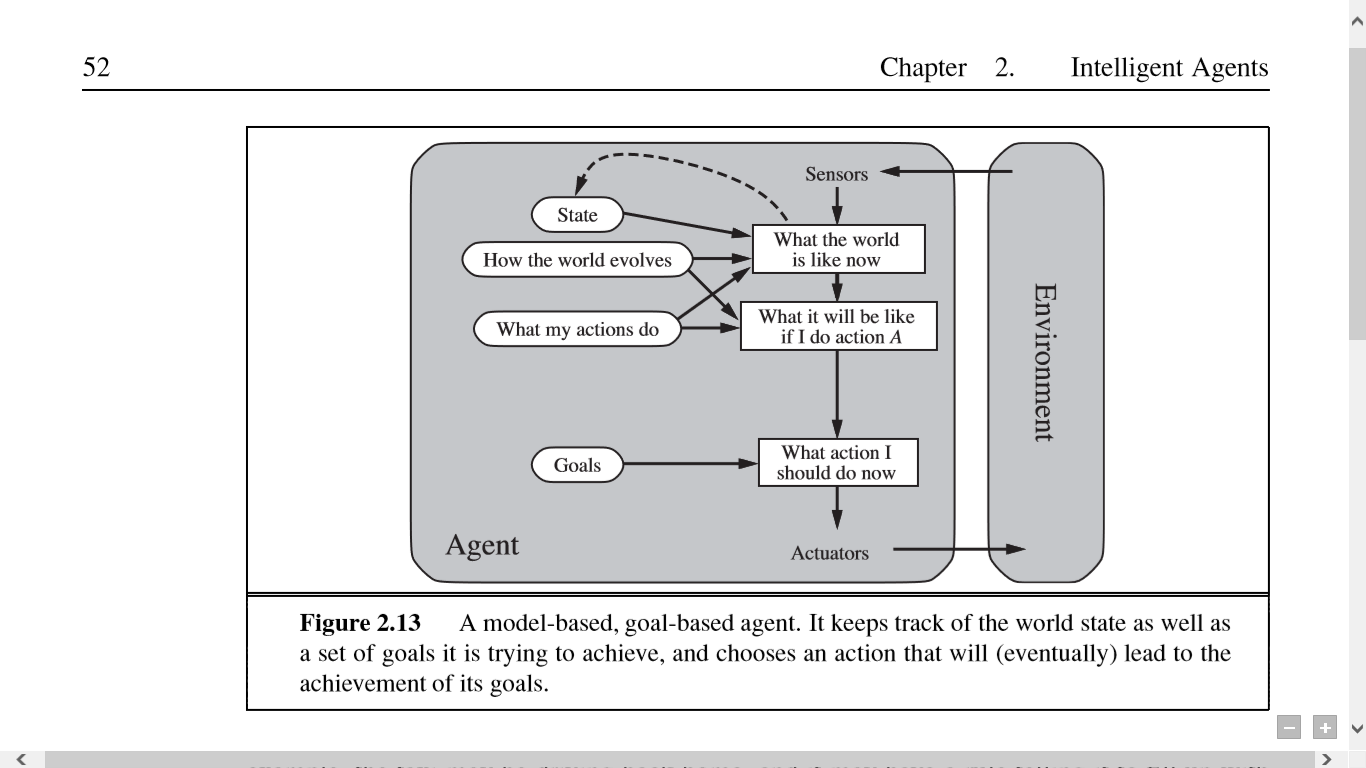 52
Chapter 2. Intelligent Agents
Sensors
State
What the world
is like now
How the world evolves
What it will be like
if I do action A
What my actions do
Environment
What action I
should do now
Goals
Agent
Actuators
Figure 2.13 A model-based, goal-based agent. It keeps track of the world state as well as
a set of goals it is trying to achieve, and chooses an action that will (eventually) lead to the
achievement of its goals.